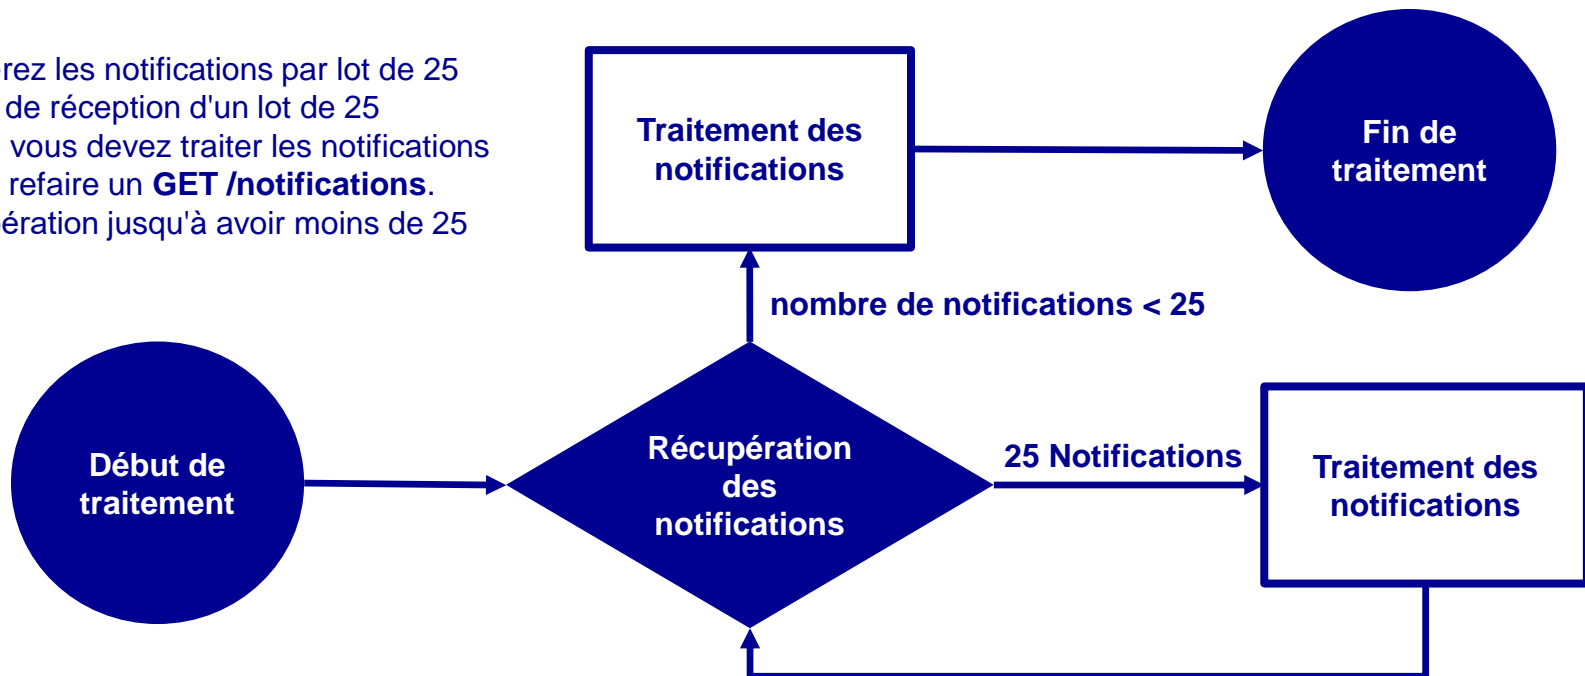 les notifications par lot de 25
de réception d'un lot de 25
vous devez traiter les notifications
refaire un GET /notifications.
jusqu'à avoir moins de 25
Traitement des
notifications
Fin de
traitement
nombre de notifications < 25
Début de
traitement
Récupération
des
notifications
25 Notifications
Traitement des
notifications